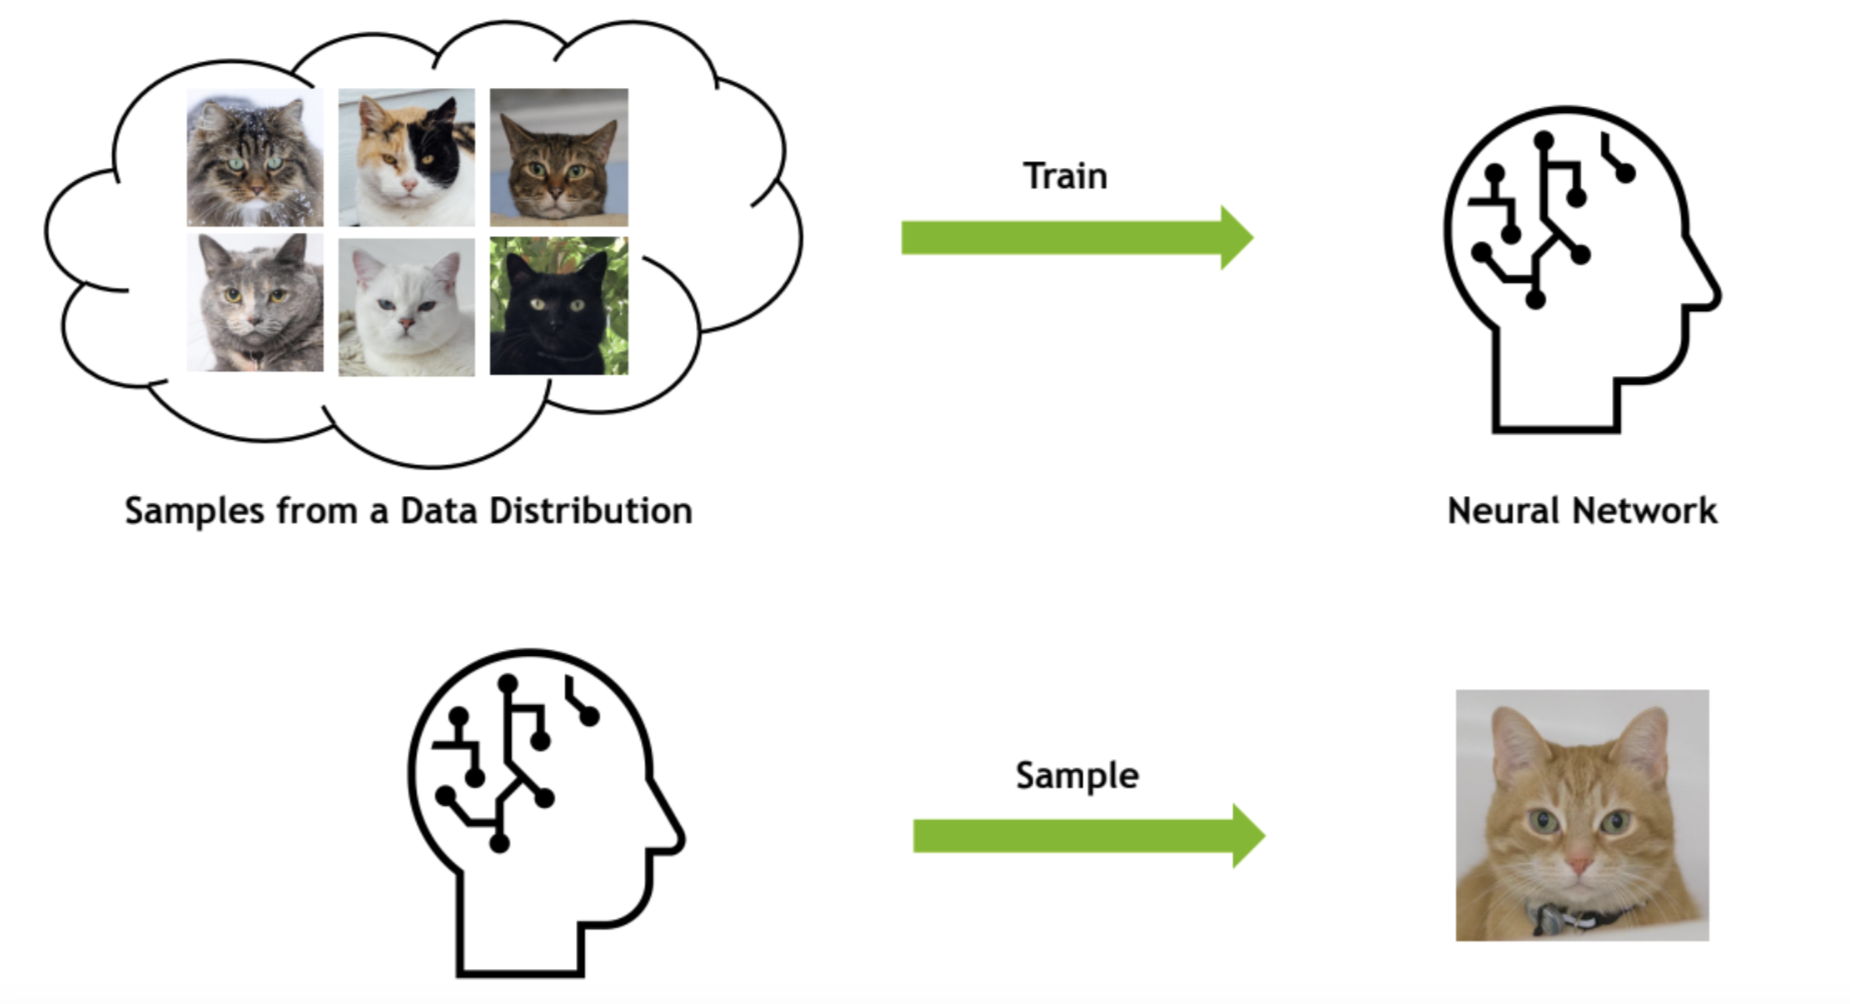 Train
Samples from a Data Distribution
Neural Network
Sample